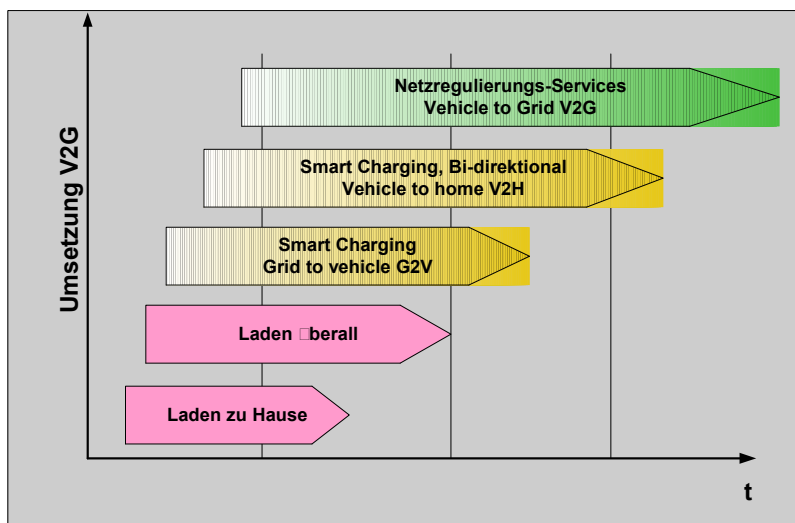 Netzregulierungs-Services
Vehicle to Grid V2G
Smart Charging, Bi-direktional
Vehicle to home V2H
Smart Charging
Grid to vehicle G2V
Laden □berall
Laden zu Hause
Umsetzung V2G
t